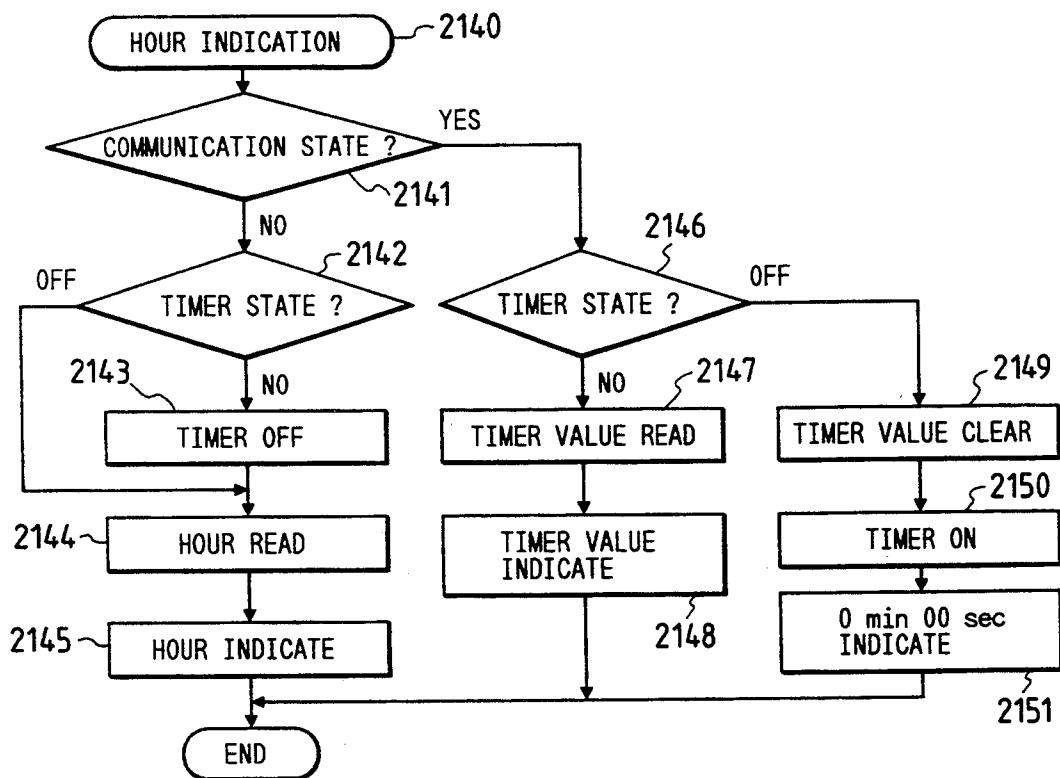 HOUR INDICATION
2140
COMMUNICATION STATE ?
YES
2141
NO
2142
OFF
TIMER STATE ?
2143
NO
TIMER OFF
2144
HOUR READ
2145
HOUR INDICATE
END
2146
TIMER STATE ?
OFF
NO
2147
TIMER VALUE READ
TIMER VALUE
INDICATE
2148
2149
TIMER VALUE CLEAR
2150
TIMER ON
0 min 00 sec
INDICATE
2151